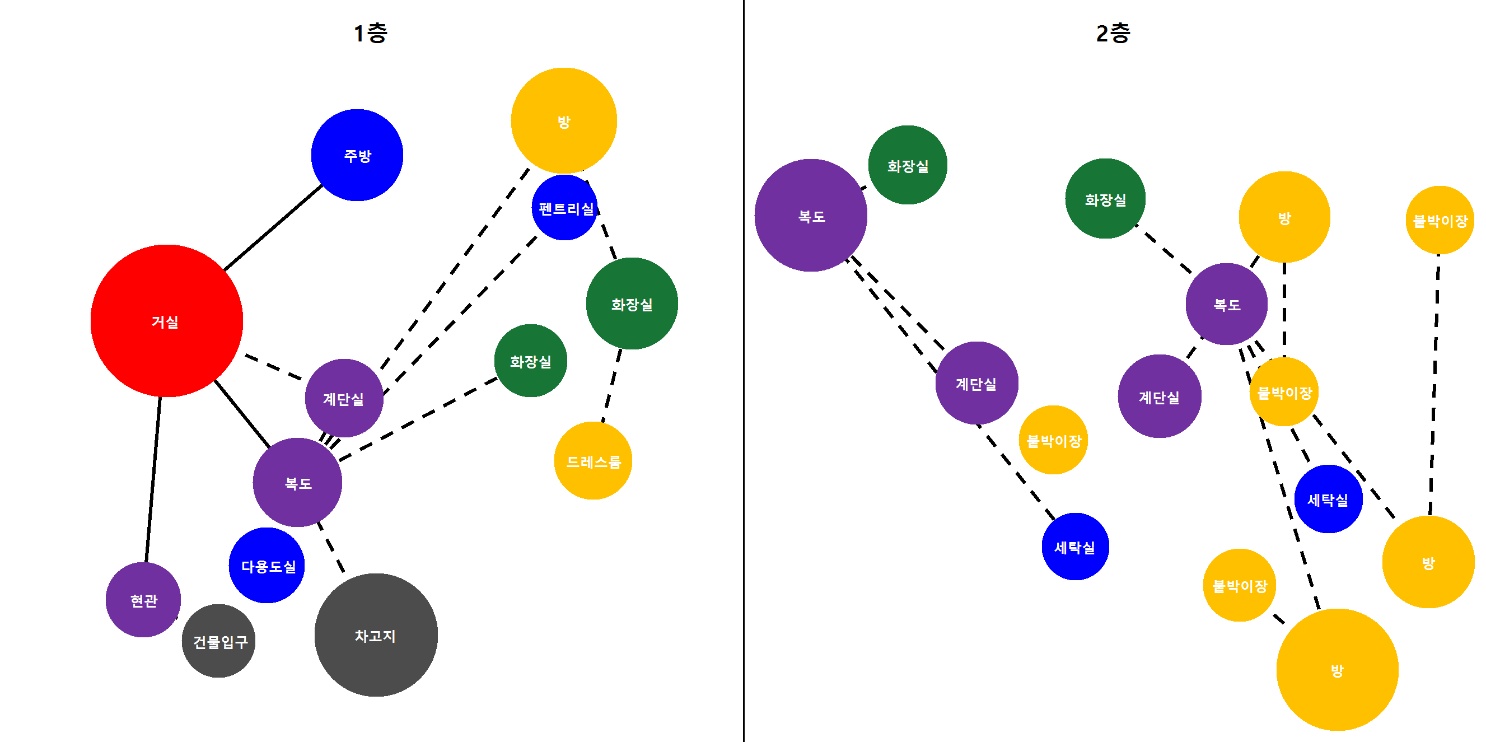 1층
주방
방
펜트리실
화장실
거실
화장실
계단실
드레스룸
복도
다용도실
현관
건물입구
차고지
2층
화장실
복도
계단실
붙박이장
세탁실
화장실
방
붙박이장
복도
계단실
붙박이장
세탁실
방
붙박이장
방